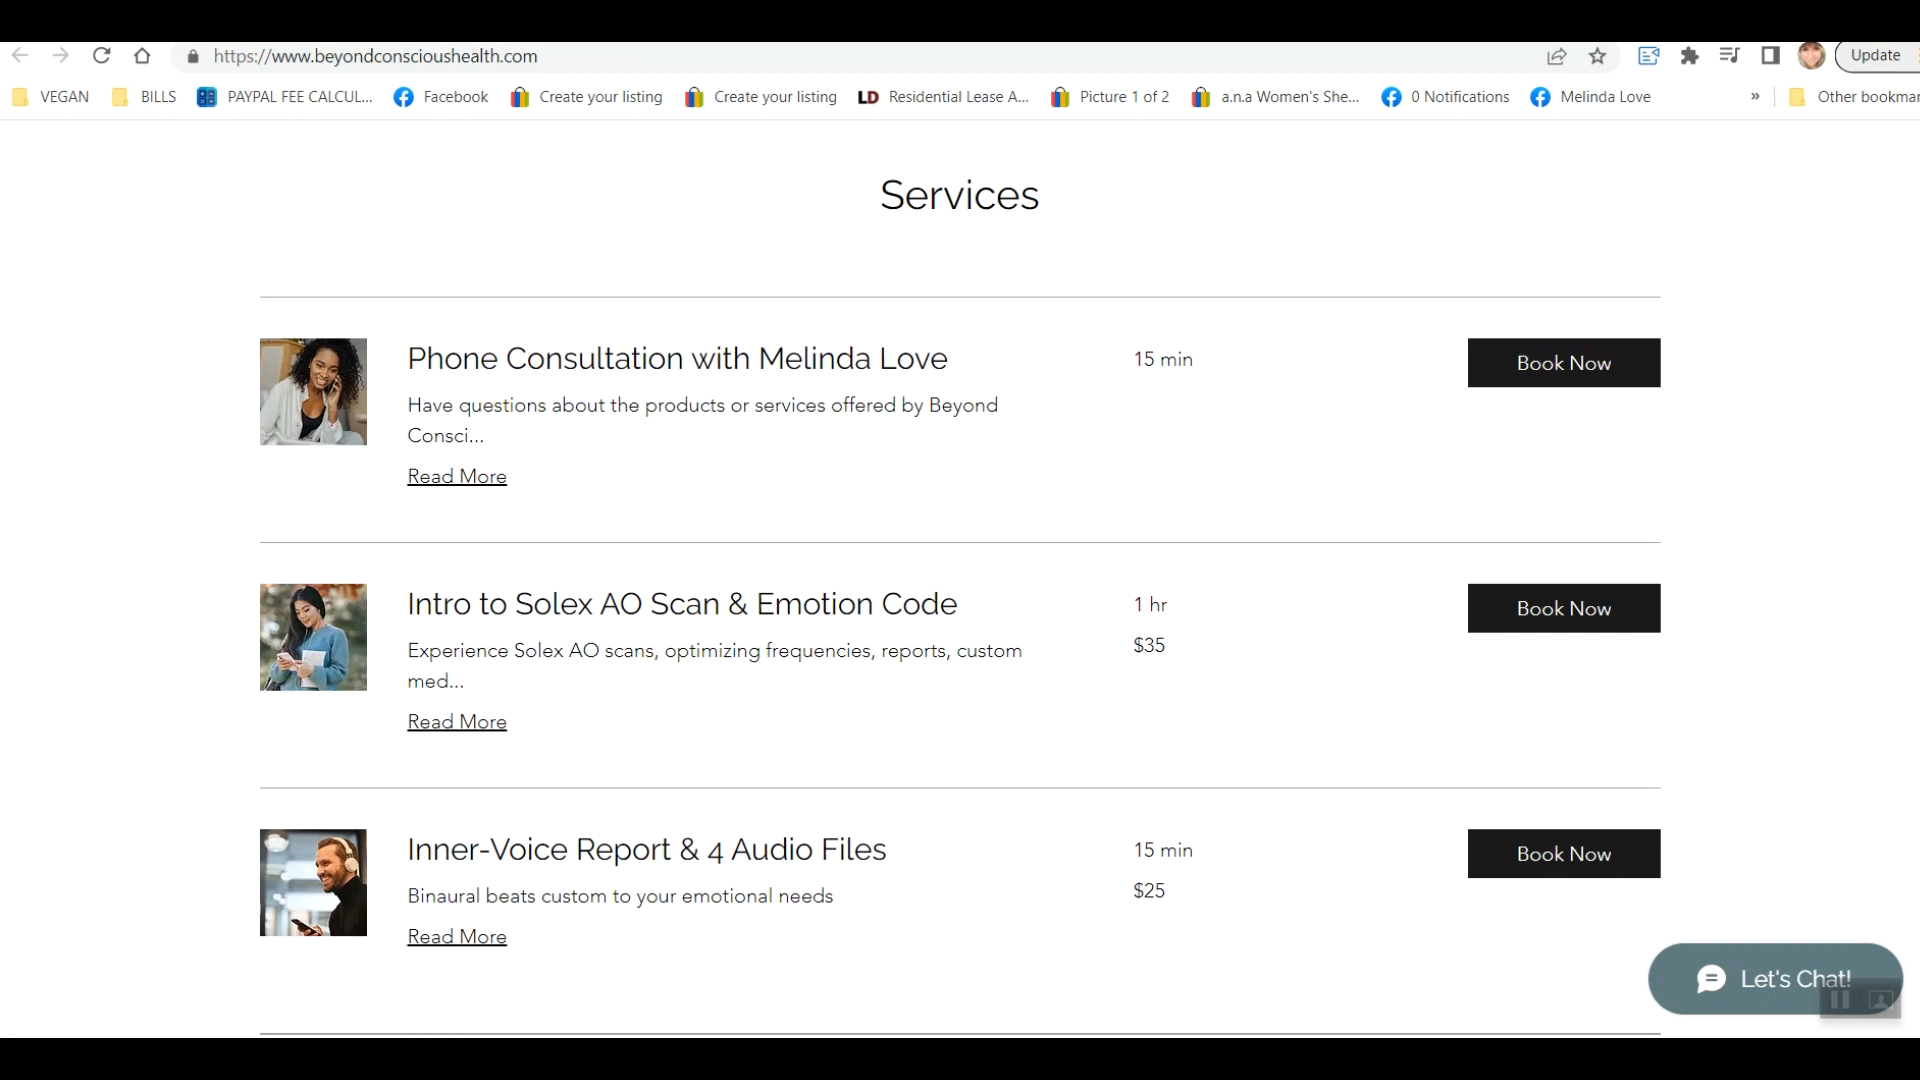 https://www.beyondconscioushealth.com
Update
VEGAN
BILLS
PAYPAL FEE CALCUL...
Facebook
Create your listing
Create your listing
LD Residential Lease A...
Picture 1 of 2
a.n.a Women's She...
0 Notifications
Melinda Love
»
Other bookmar
Services
Phone Consultation with Melinda Love
15 min
Book Now
Have questions about the products or services offered by Beyond
Consci...
Read More
Intro to Solex AO Scan & Emotion Code
1 hr
Book Now
$35
Experience Solex AO scans, optimizing frequencies, reports, custom
med...
Read More
Inner-Voice Report & 4 Audio Files
15 min
Book Now
$25
Binaural beats custom to your emotional needs
Read More
Let's Chat!